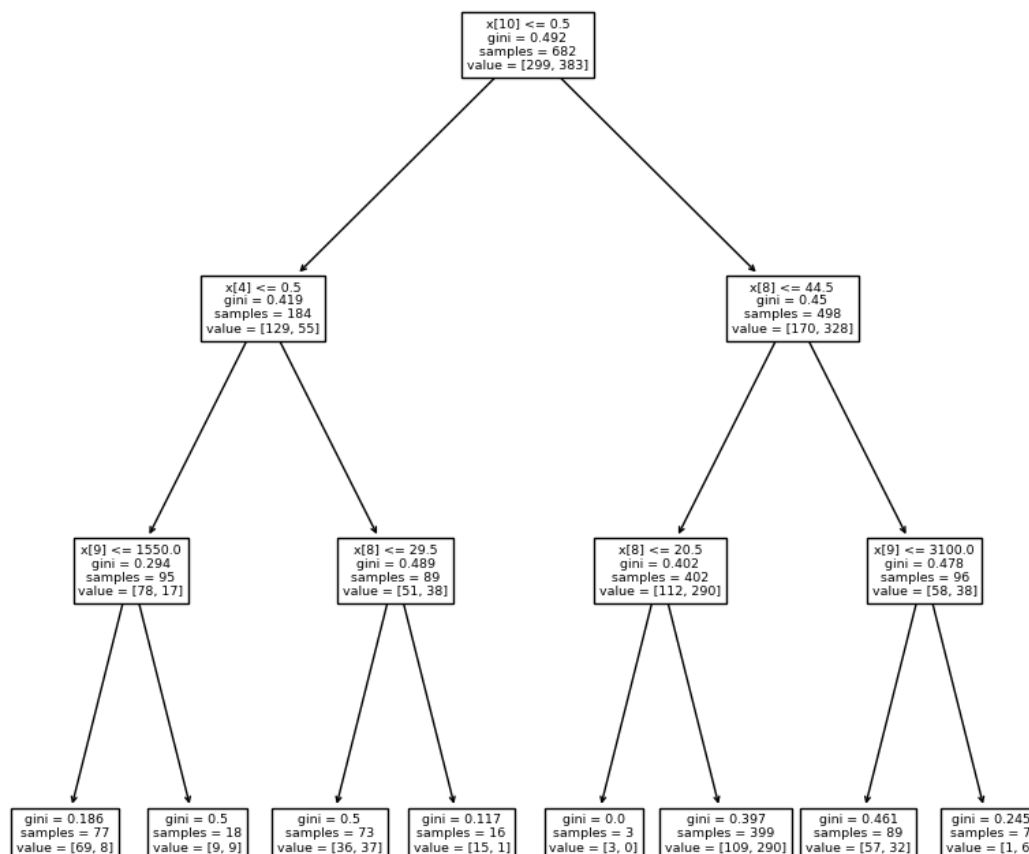 x[10] <= 0.5
gini = 0.492
samples = 682
value = [299, 383]
x[4] <= 0.5
gini = 0.419
samples = 184
value = [129, 55]
x[8] <= 44.5
gini = 0.45
samples = 498
value = [170, 328]
x[9] <= 1550.0
gini = 0.294
samples = 95
value = [78, 17]
x[8] <= 29.5
gini = 0.489
samples = 89
value = [51, 38]
x[8] <= 20.5
gini = 0.402
samples = 402
value = [112, 290]
x[9] <= 3100.0
gini = 0.478
samples = 96
value = [58, 38]
gini = 0.186
samples = 77
value = [69, 8]
gini = 0.5
samples = 18
value = [9, 9]
gini = 0.5
samples = 73
value = [36, 37]
gini = 0.117
samples = 16
value = [15, 1]
gini = 0.0
samples = 3
value = [3, 0]
gini = 0.397
samples = 399
value = [109, 290]
gini = 0.461
samples = 89
value = [57, 32]
gini = 0.245
samples = 7
value = [1, 6